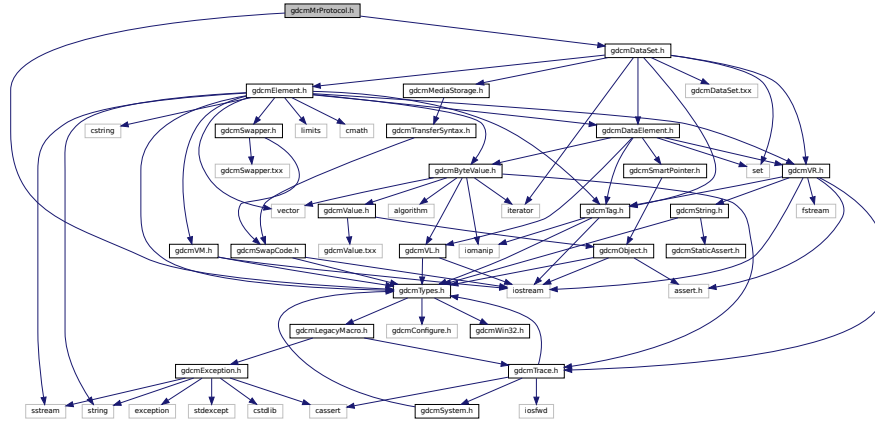 gdcmMrProtocol.h
gdcmDataSet.h
gdcmElement.h
gdcmMediaStorage.h
gdcmDataSet.txx
cstring
gdcmSwapper.h
limits
cmath
gdcmTransferSyntax.h
gdcmDataElement.h
gdcmSwapper.txx
gdcmByteValue.h
gdcmSmartPointer.h
set
gdcmVR.h
vector
gdcmValue.h
algorithm
iterator
gdcmTag.h
gdcmString.h
fstream
gdcmVM.h
gdcmSwapCode.h
gdcmValue.txx
gdcmVL.h
iomanip
gdcmObject.h
gdcmStaticAssert.h
gdcmTypes.h
iostream
assert.h
gdcmLegacyMacro.h
gdcmConfigure.h
gdcmWin32.h
gdcmException.h
gdcmTrace.h
sstream
string
exception
stdexcept
cstdlib
cassert
gdcmSystem.h
iosfwd